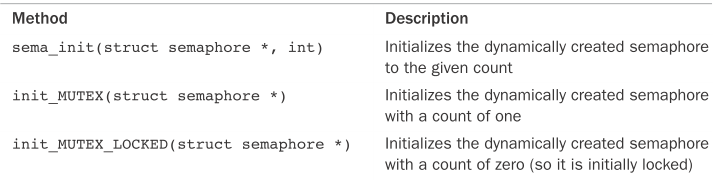 Method Description
sema_init(struct semaphore *, int) Initializes the dynamically created semaphore
to the given count
init_MUTEX(struct semaphore *) Initializes the dynamically created semaphore
with a count of one
init_MUTEX_LOCKED(struct semaphore *) Initializes the dynamically created semaphore
with a count of zero (so it is initially locked)